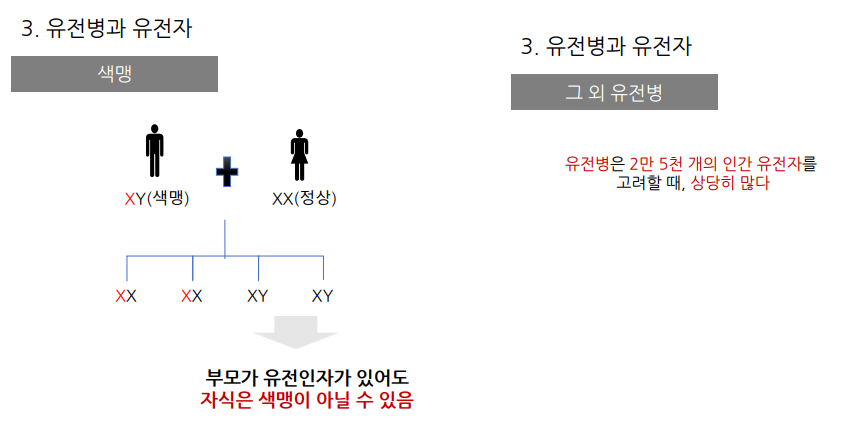 3. 유전병과 유전자
색맹
XY(색맹)
XX(정상)
XX
XX
XY
XY
부모가 유전인자가 있어도
자식은 색맹이 아닐 수 있음
3. 유전병과 유전자
그 외 유전병
유전병은 2만 5천 개의 인간 유전자를
고려할 때, 상당히 많다